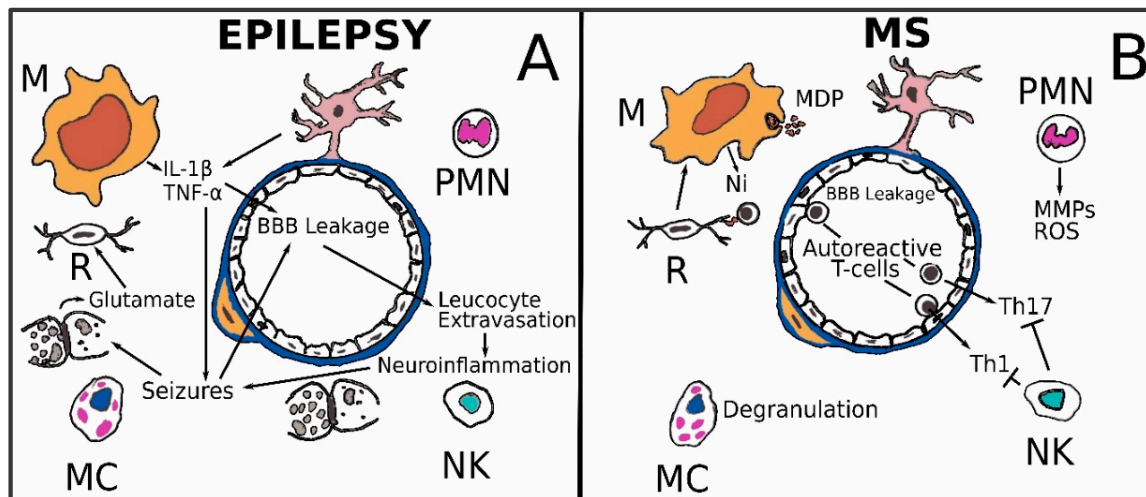 EPILEPSY
A
M
IL-1β
TNF-α
PMN
BBB Leakage
R
Glutamate
Leucocyte
Extravasation
Neuroinflammation
Seizures
MC
NK
MS
B
M
MDP
PMN
Ni
BBB Leakage
MMPs
ROS
R
Autoreactive
T-cells
Th17
Th1
Degranulation
MC
NK